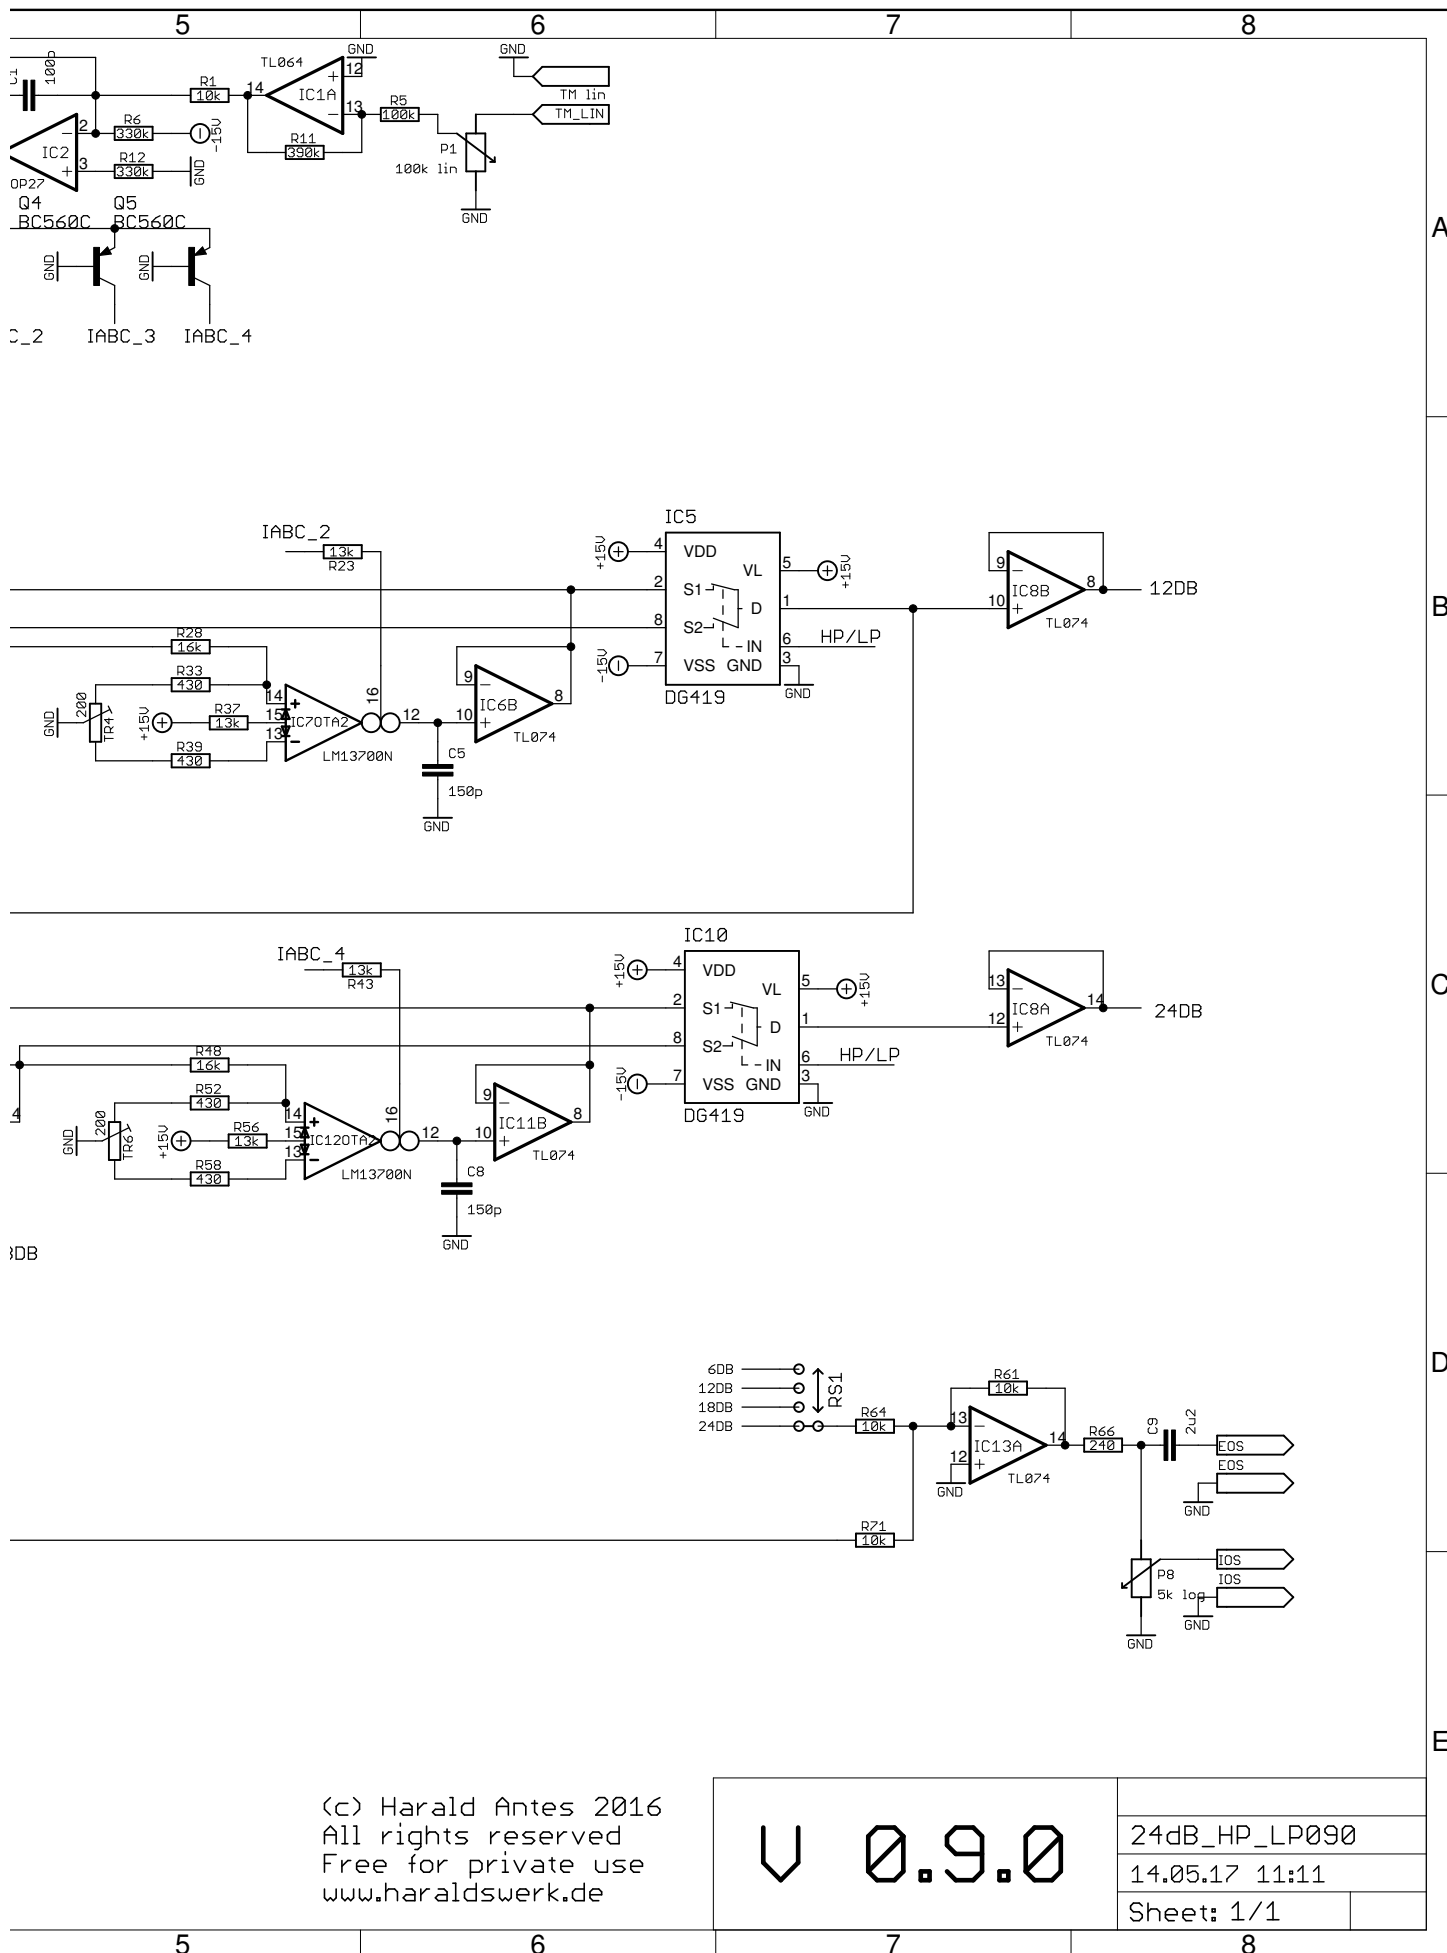 5 6 7 8
C1
100p
R1
10k
14
TL064
IC1A
12
13
GND
R5
100k
GND
TM lin
TM_LIN
R6
330k
-15V
R11
390k
P1
100k lin
GND
2
3
IC2
OP27
R12
330k
GND
Q4
BC560C
Q5
BC560C
A
GND
GND
C_2
IABC_3
IABC_4
IABC_2
13k
R23
IC5
+15V
4
VDD
VL
5
+15V
2
S1
D
1
8
S2
IN
6
HP/LP
-15V
7
VSS
GND
3
GND
DG419
9
10
IC8B
8
TL074
12DB
B
R28
16k
R33
430
GND
200
TR4
+15V
R37
13k
R39
430
14
15
13
IC7OTA2
LM13700N
16
12
9
10
IC6B
8
TL074
C5
150p
GND
IABC_4
13k
R43
IC10
+15V
4
VDD
VL
5
+15V
2
S1
D
1
8
S2
IN
6
HP/LP
-15V
7
VSS
GND
3
GND
DG419
13
12
IC8A
14
TL074
24DB
C
R48
16k
R52
430
4
GND
200
TR6
+15V
R56
13k
R58
430
14
15
13
IC12OTA2
LM13700N
16
12
9
10
IC11B
8
TL074
C8
150p
GND
3DB
6DB
12DB
18DB
24DB
RS1
R64
10k
R61
10k
13
12
IC13A
14
TL074
GND
R66
240
C9
2u2
EOS
EOS
GND
D
R71
10k
P8
5k log
GND
IOS
IOS
GND
E
(c) Harald Antes 2016
All rights reserved
Free for private use
www.haraldswerk.de
V 0.9.0
24dB_HP_LP090
14.05.17 11:11
Sheet: 1/1
5 6 7 8